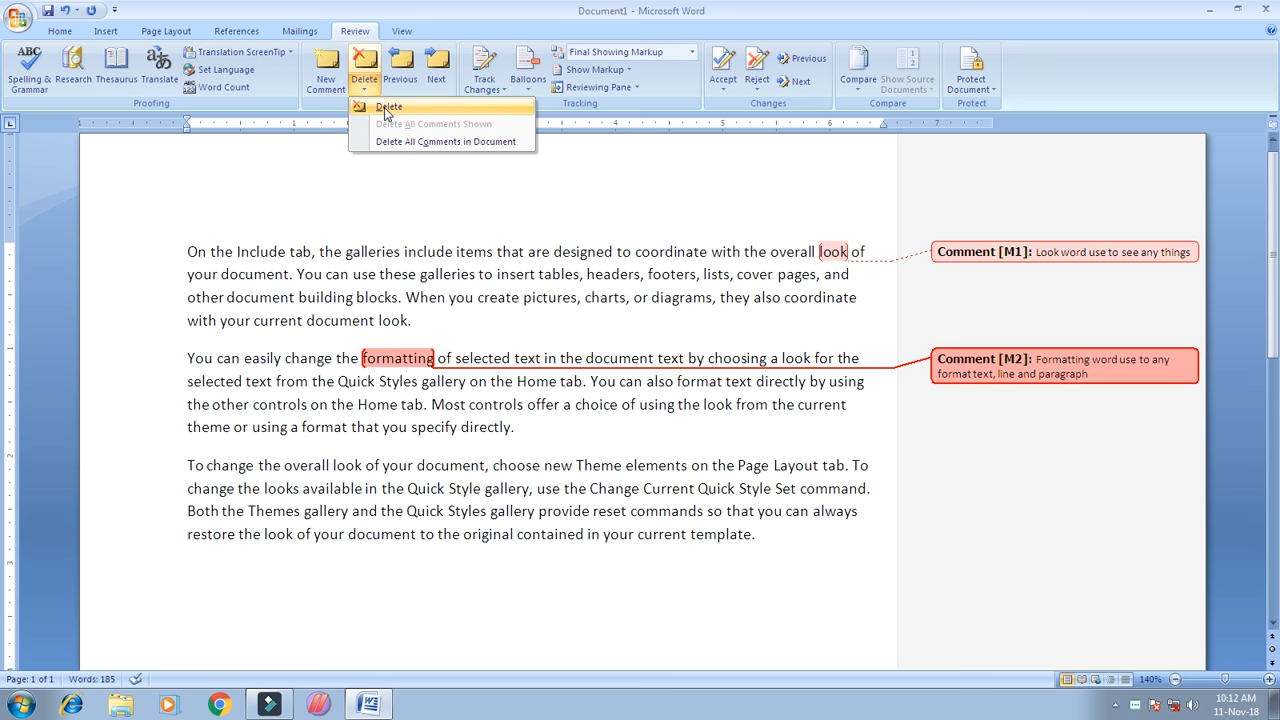 Document1 - Microsoft Word
Home Insert Page Layout References Mailings Review View
ABC
Spelling & Grammar
Research
Thesaurus
Translate
Translation ScreenTip
Set Language
Word Count
Proofing
New Comment
Delete
Previous
Next
Track Changes
Balloons
Final Showing Markup
Show Markup
Reviewing Pane
Tracking
Accept
Reject
Previous
Next
Changes
Compare
Show Source Documents
Compare
Protect Document
Protect
Delete
Delete All Comments Shown
Delete All Comments in Document
On the Include tab, the galleries include items that are designed to coordinate with the overall look of
your document. You can use these galleries to insert tables, headers, footers, lists, cover pages, and
other document building blocks. When you create pictures, charts, or diagrams, they also coordinate
with your current document look.
Comment [M1]: Look word use to see any things
You can easily change the formatting of selected text in the document text by choosing a look for the
selected text from the Quick Styles gallery on the Home tab. You can also format text directly by using
the other controls on the Home tab. Most controls offer a choice of using the look from the current
theme or using a format that you specify directly.
Comment [M2]: Formatting word use to any
format text, line and paragraph
To change the overall look of your document, choose new Theme elements on the Page Layout tab. To
change the looks available in the Quick Style gallery, use the Change Current Quick Style Set command.
Both the Themes gallery and the Quick Styles gallery provide reset commands so that you can always
restore the look of your document to the original contained in your current template.
Page: 1 of 1 Words: 185 140%
10:12 AM
11-Nov-18